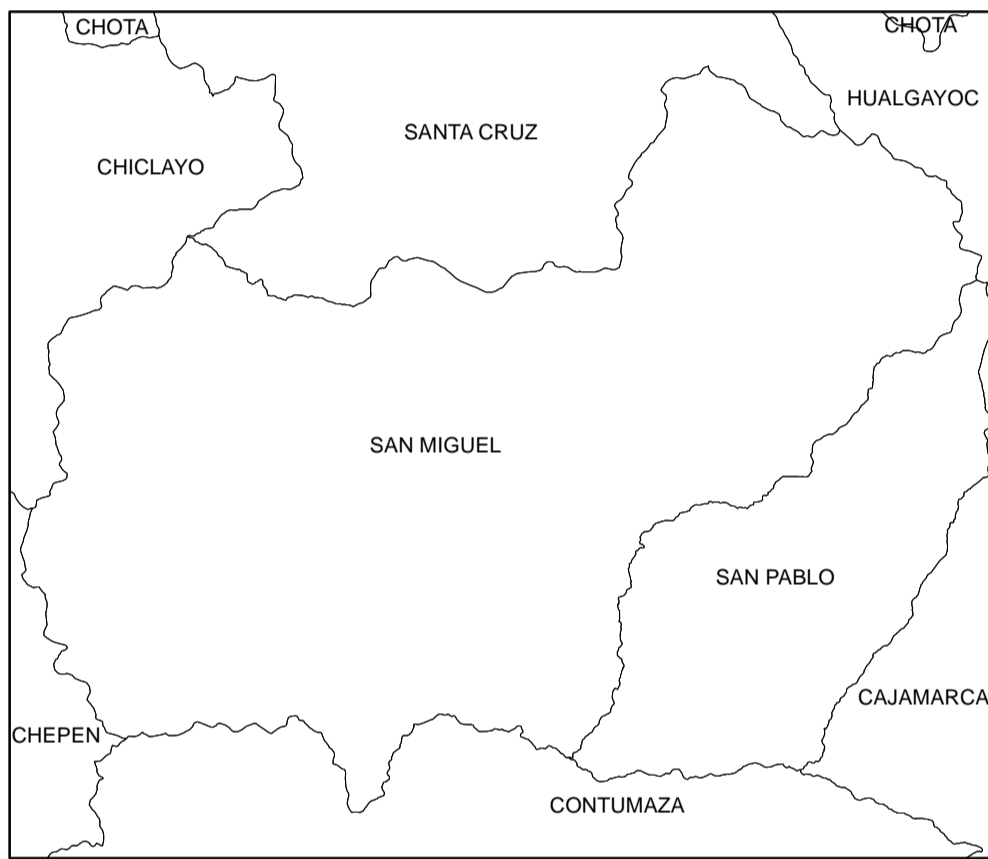 CHOTA
CHOTA
HUALGAYOC
SANTA CRUZ
CHICLAYO
SAN MIGUEL
SAN PABLO
CAJAMARCA
CHEPEN
CONTUMAZA